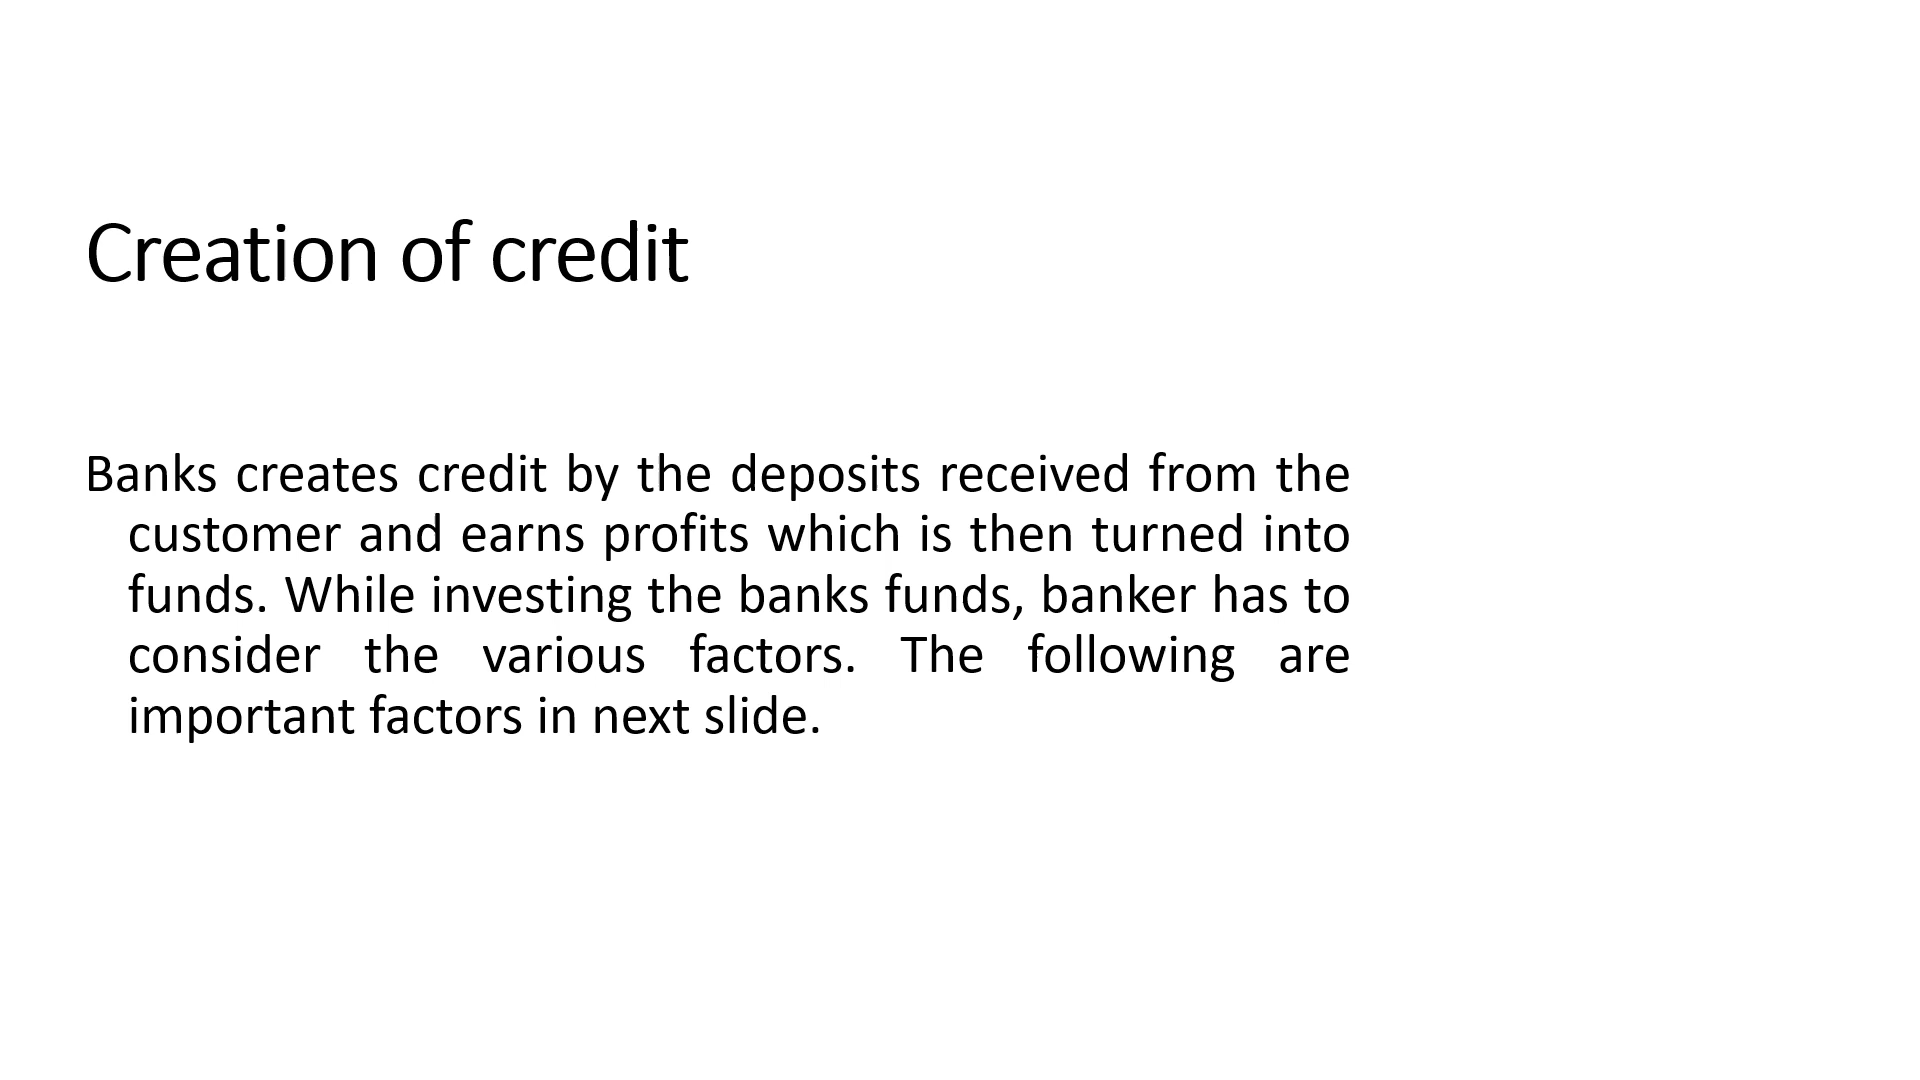 Creation of credit
Banks creates credit by the deposits received from the
customer and earns profits which is then turned into
funds. While investing the banks funds, banker has to
consider the various factors. The following are
important factors in next slide.